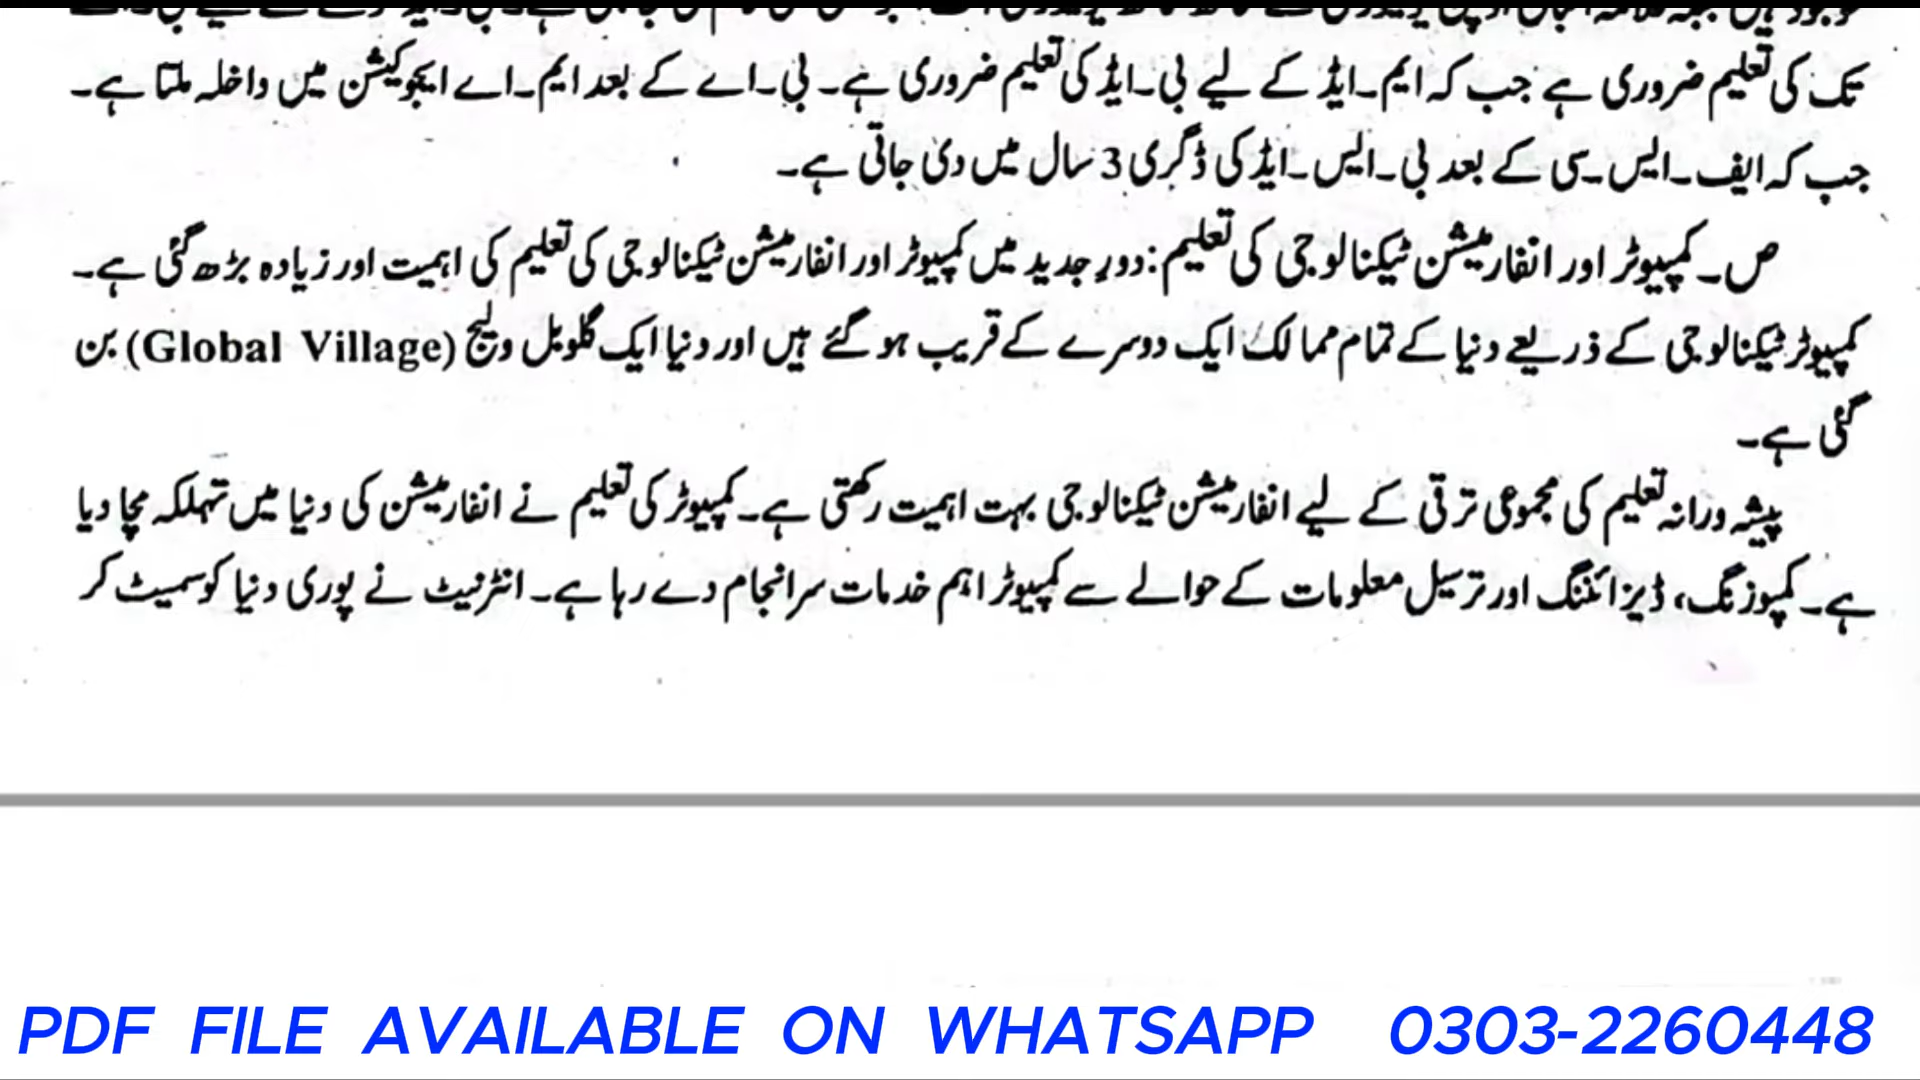 تک کی تعلیم ضروری ہے جب کہ ایم۔ایڈ کے لیے بی۔ایڈ کی تعلیم ضروری ہے۔ بی۔اے کے بعد ایم۔اے ایجوکیشن میں داخلہ ملتا ہے۔
جب کہ ایف۔ایس۔سی کے بعد بی۔ایس۔ایڈ کی ڈگری 3 سال میں دی جاتی ہے۔
ص۔ کمپیوٹر اور انفارمیشن ٹیکنالوجی کی تعلیم: دورِ جدید میں کمپیوٹر اور انفارمیشن ٹیکنالوجی کی تعلیم کی اہمیت اور زیادہ بڑھ گئی ہے۔
کمپیوٹر ٹیکنالوجی کے ذریعے دنیا کے تمام ممالک ایک دوسرے کے قریب ہو گئے ہیں اور دنیا ایک گلوبل ویلیج (Global Village) بن
گئی ہے۔
پیشہ ورانہ تعلیم کی مجموعی ترقی کے لیے انفارمیشن ٹیکنالوجی بہت اہمیت رکھتی ہے۔ کمپیوٹر کی تعلیم نے انفارمیشن کی دنیا میں تہلکہ مچا دیا
ہے۔ کمپوزنگ، ڈیزائننگ اور ترسیل معلومات کے حوالے سے کمپیوٹر اہم خدمات سرانجام دے رہا ہے۔ انٹرنیٹ نے پوری دنیا کو سمیٹ کر
PDF FILE AVAILABLE ON WHATSAPP 0303-2260448